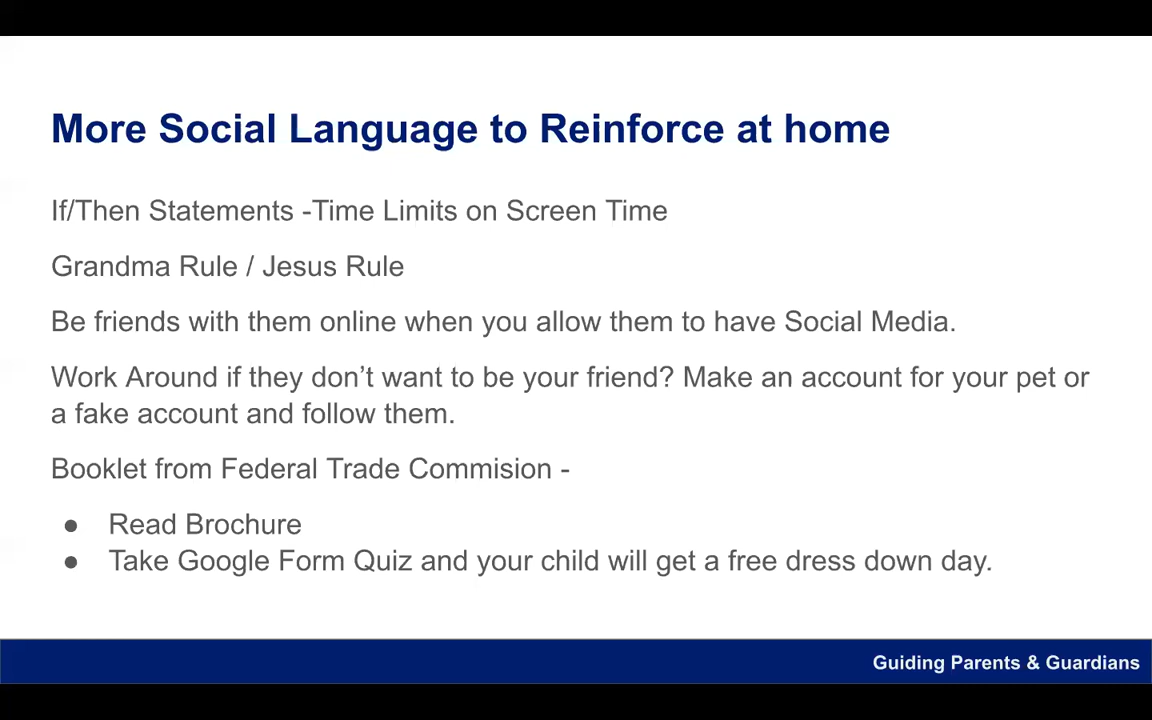 More Social Language to Reinforce at home
If/Then Statements -Time Limits on Screen Time
Grandma Rule / Jesus Rule
Be friends with them online when you allow them to have Social Media.
Work Around if they don’t want to be your friend? Make an account for your pet or
a fake account and follow them.
Booklet from Federal Trade Commision -
● Read Brochure
● Take Google Form Quiz and your child will get a free dress down day.
Guiding Parents & Guardians